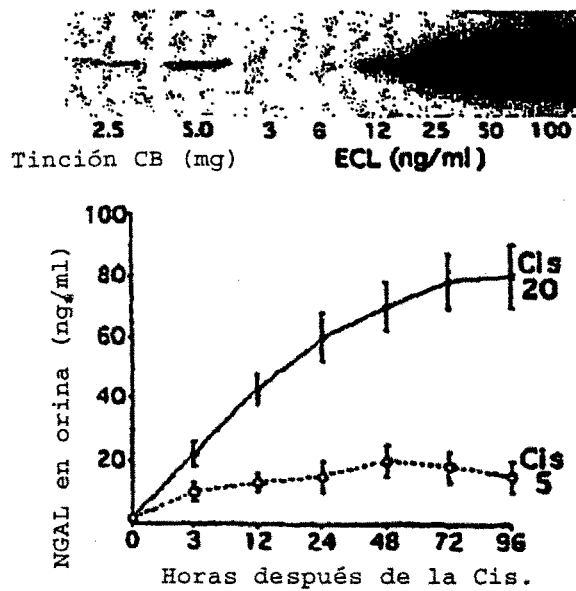 2.5 5.0 3 6 12 25 50 100
Tinción CB (mg) ECL (ng/ml)
100
80
60
40
20
NGAL en orina (ng/ml)
Cis
20
Cis
5
0 3 12 24 48 72 96
Horas después de la Cis.